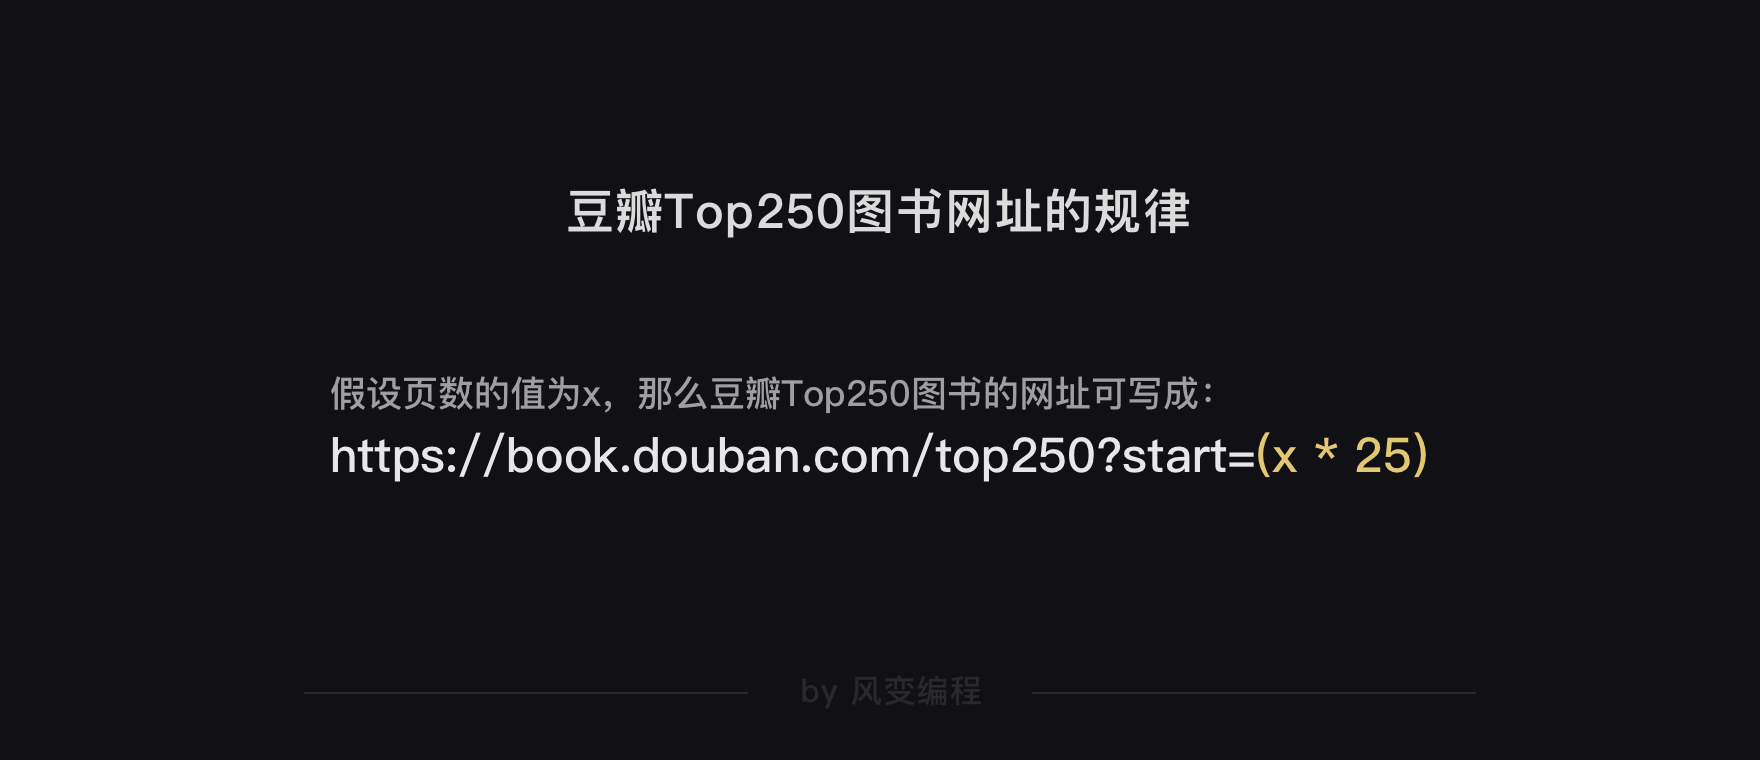 豆瓣Top250图书网址的规律
假设页数的值为x，那么豆瓣Top250图书的网址可写成：
https://book.douban.com/top250?start=(x * 25)
by 风变编程